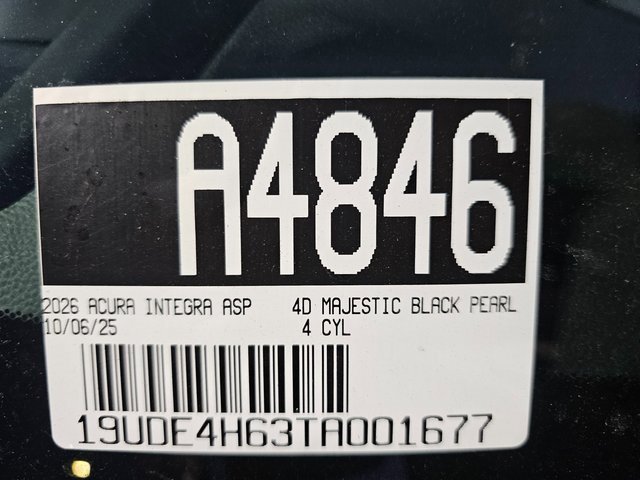 A4846
2026 ACURA INTEGRA ASP 4D MAJESTIC BLACK PEARL
10/06/25 4 CYL
19UDE4H63TA001677